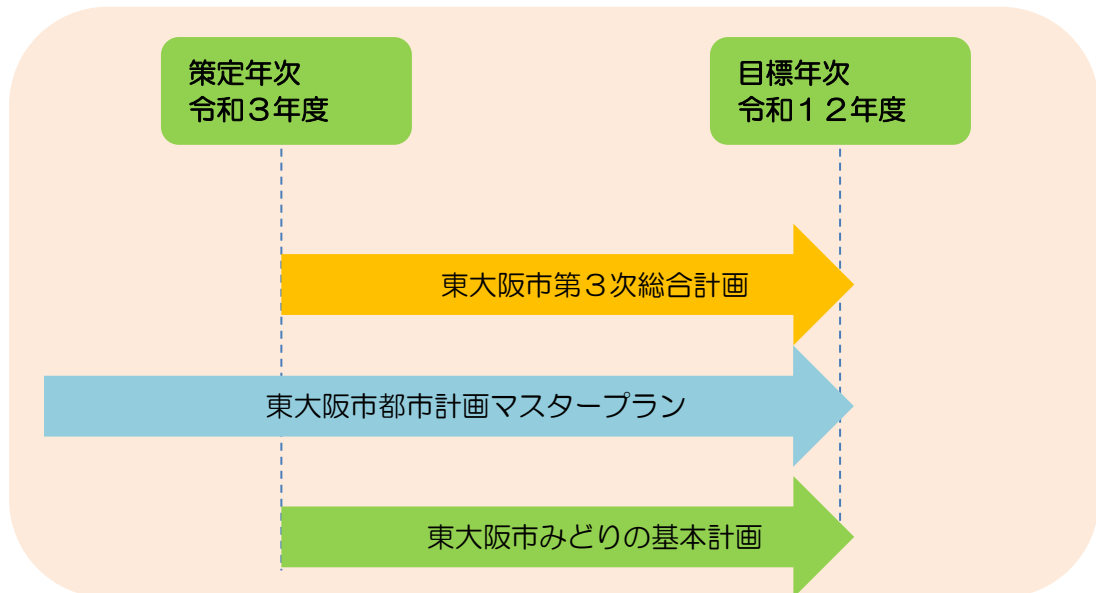 策定年次
令和３年度
目標年次
令和１２年度
東大阪市第３次総合計画
東大阪市都市計画マスタープラン
東大阪市みどりの基本計画